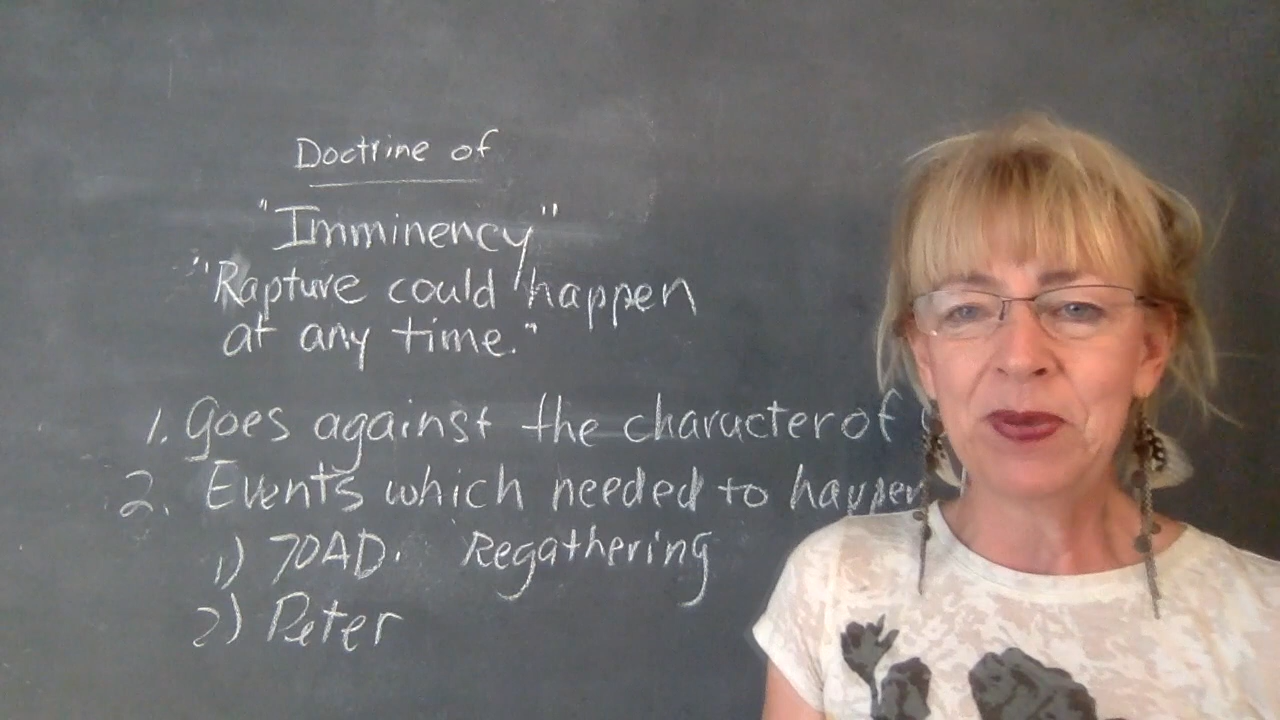 Doctrine of
"Imminency"
"Rapture could happen
at any time."
1. Goes against the character of
2. Events which needed to happen
1) 70AD. Regathering
2) Peter